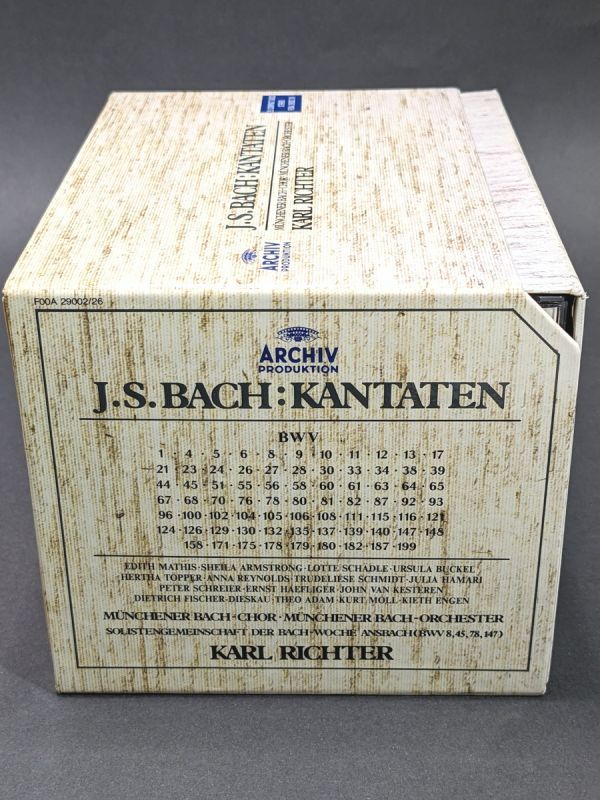 J.S. BACH: KANTATEN
MÜNCHENER BACH-CHOR·MÜNCHENER BACH-ORCHESTER
KARL RICHTER
ARCHIV
PRODUKTION
F00A 29002/26
ARCHIV
PRODUKTION
J.S. BACH: KANTATEN
BWV
1 · 4 · 5 · 6 · 8 · 9 · 10 · 11 · 12 · 13 · 17
21 · 23 · 24 · 26 · 27 · 28 · 30 · 33 · 34 · 38 · 39
44 · 45 · 51 · 55 · 56 · 58 · 60 · 61 · 63 · 64 · 65
67 · 68 · 70 · 76 · 78 · 80 · 81 · 82 · 87 · 92 · 93
96 · 100 · 102 · 104 · 105 · 106 · 108 · 111 · 115 · 116 · 121
124 · 126 · 129 · 130 · 132 · 135 · 137 · 139 · 140 · 147 · 148
158 · 171 · 175 · 178 · 179 · 180 · 182 · 187 · 199
EDITH MATHIS·SHEILA ARMSTRONG·LOTTE SCHÄDLE·URSULA BUCKEL
HERTHA TÖPPER·ANNA REYNOLDS·TRUDELIESE SCHMIDT·JULIA HAMARI
PETER SCHREIER·ERNST HAEFLIGER·JOHN VAN KESTEREN
DIETRICH FISCHER-DIESKAU·THEO ADAM·KURT MOLL·KIETH ENGEN
MÜNCHENER BACH-CHOR·MÜNCHENER BACH-ORCHESTER
SOLISTENGEMEINSCHAFT DER BACH-WOCHE ANSBACH (BWV 8, 45, 78, 147)
KARL RICHTER